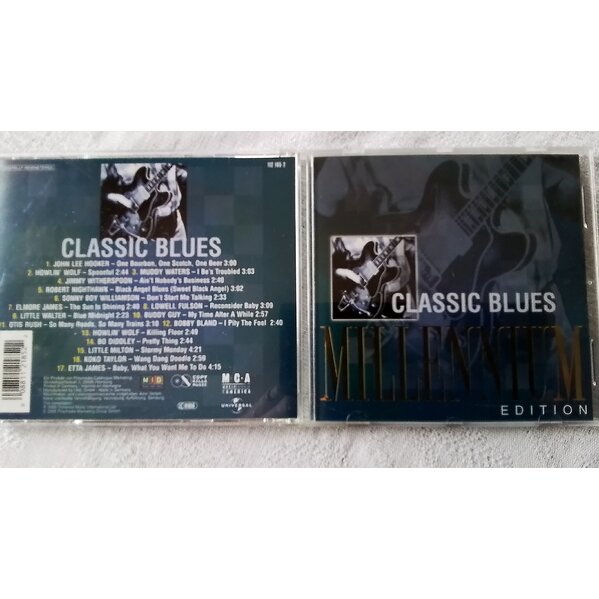 DIGITALLY REMASTERED
112 165-2
CLASSIC BLUES
1. JOHN LEE HOOKER – One Bourbon, One Scotch, One Beer 3:00
2. HOWLIN' WOLF – Spoonful 2:44 3. MUDDY WATERS – I Be's Troubled 3:03
4. JIMMY WITHERSPOON – Ain't Nobody's Business 2:40
5. ROBERT NIGHTHAWK – Black Angel Blues (Sweet Black Angel) 3:02
6. SONNY BOY WILLIAMSON – Don't Start Me Talking 2:33
7. ELMORE JAMES – The Sun Is Shining 2:40 8. LOWELL FULSON – Reconsider Baby 3:09
9. LITTLE WALTER – Blue Midnight 2:23 10. BUDDY GUY – My Time After A While 2:57
11. OTIS RUSH – So Many Roads, So Many Trains 3:10 12. BOBBY BLAND – I Pity The Fool 2:40
13. HOWLIN' WOLF – Killing Floor 2:49
14. BO DIDDLEY – Pretty Thing 2:44
15. LITTLE MILTON – Stormy Monday 4:21
16. KOKO TAYLOR – Wang Dang Doodle 2:59
17. ETTA JAMES – Baby, What You Want Me To Do 4:15
MCA
UNIVERSAL
CLASSIC BLUES
MILLENNIUM
EDITION